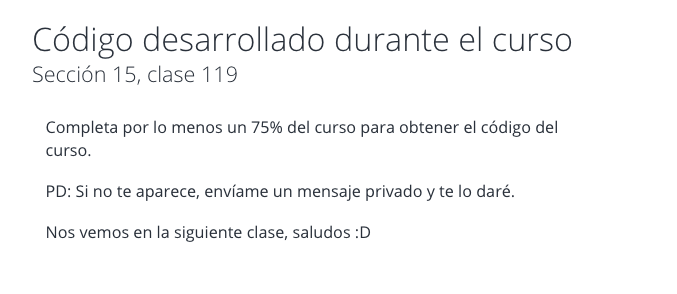 Código desarrollado durante el curso
Sección 15, clase 119
Completa por lo menos un 75% del curso para obtener el código del
curso.
PD: Si no te aparece, envíame un mensaje privado y te lo daré.
Nos vemos en la siguiente clase, saludos :D